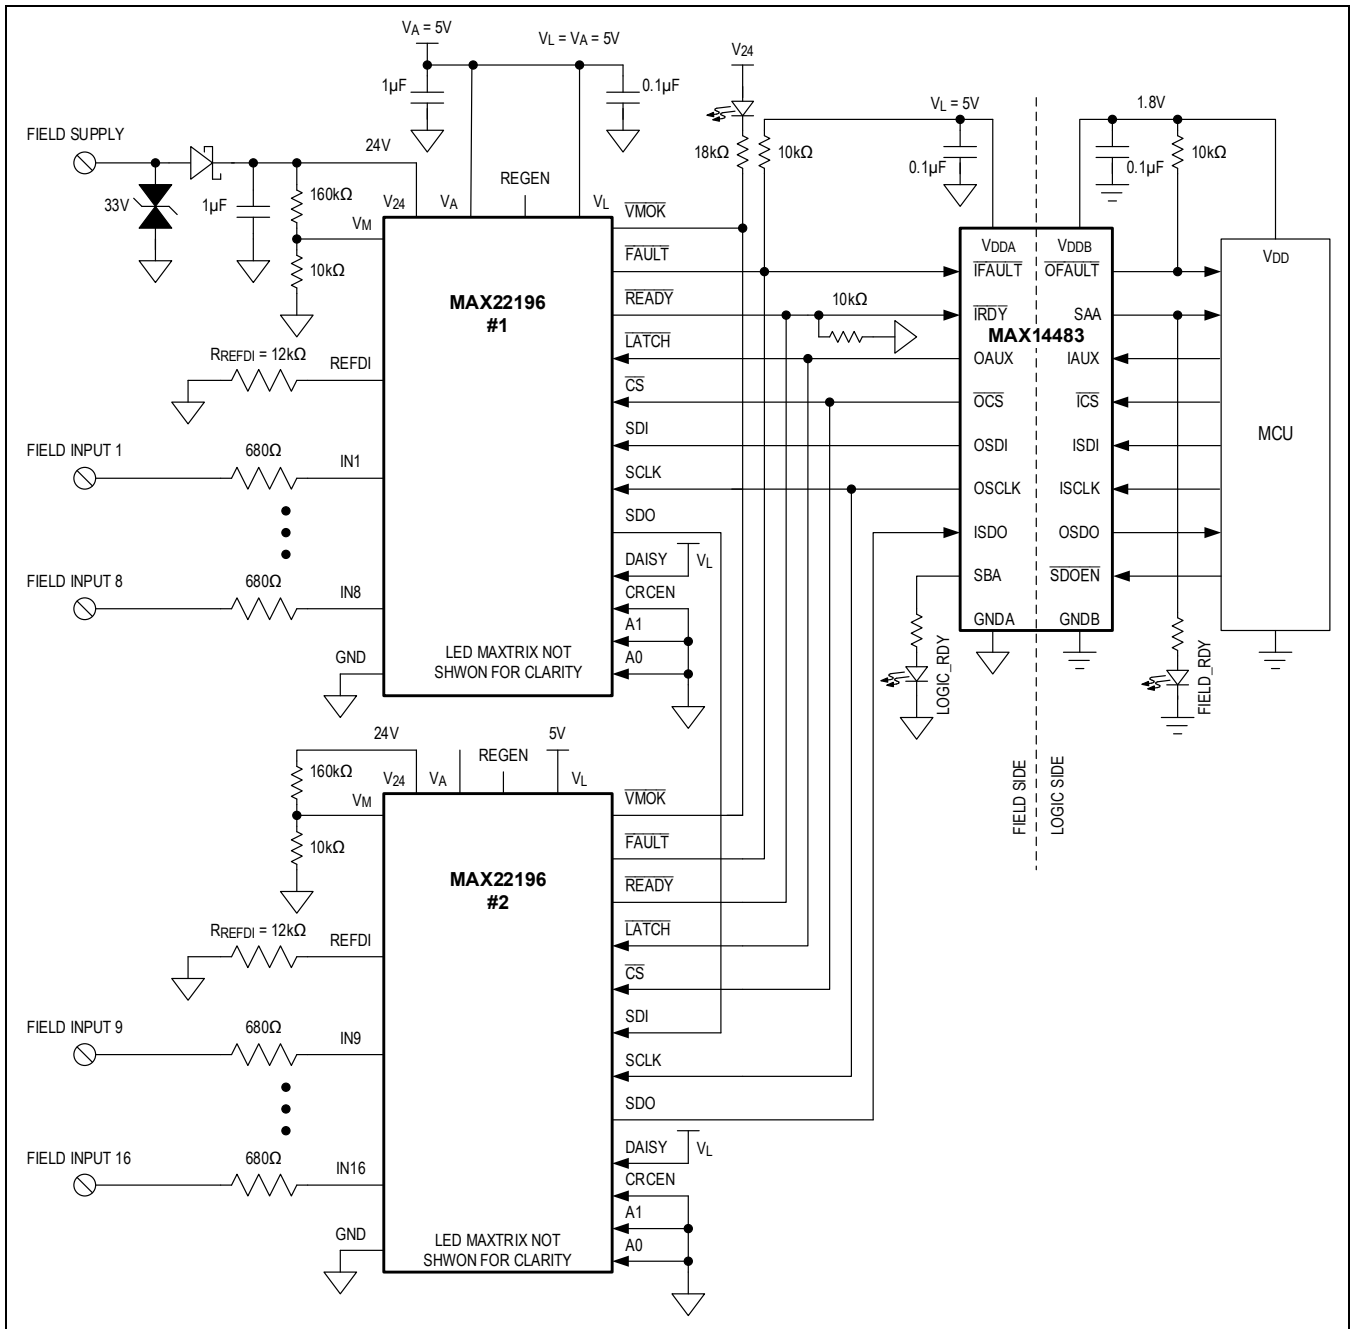 VA = 5V
VL = VA = 5V
V24
1µF
0.1µF
VL = 5V
1.8V
FIELD SUPPLY
24V
18kΩ
10kΩ
0.1µF
0.1µF
10kΩ
33V
1µF
160kΩ
10kΩ
REGEN
V24
VA
VL
VM
VMOK
FAULT
READY
LATCH
CS
SDI
SCLK
SDO
DAISY
VL
CRCEN
A1
A0
MAX22196
#1
RREFDI = 12kΩ
REFDI
FIELD INPUT 1
680Ω
IN1
FIELD INPUT 8
680Ω
IN8
GND
LED MAXTRIX NOT
SHWON FOR CLARITY
10kΩ
VDDA
VDDB
IFAULT
OFAULT
IRDY
SAA
MAX14483
OAUX
IAUX
OCS
ICS
OSDI
ISDI
OSCLK
ISCLK
ISDO
OSDO
SBA
SDOEN
GNDA
GNDB
VDD
MCU
LOGIC_RDY
FIELD_RDY
FIELD SIDE
LOGIC SIDE
24V
REGEN
5V
160kΩ
V24
VA
VL
VM
10kΩ
VMOK
FAULT
READY
LATCH
CS
SDI
SCLK
SDO
DAISY
VL
CRCEN
A1
A0
MAX22196
#2
RREFDI = 12kΩ
REFDI
FIELD INPUT 9
680Ω
IN9
FIELD INPUT 16
680Ω
IN16
GND
LED MAXTRIX NOT
SHWON FOR CLARITY